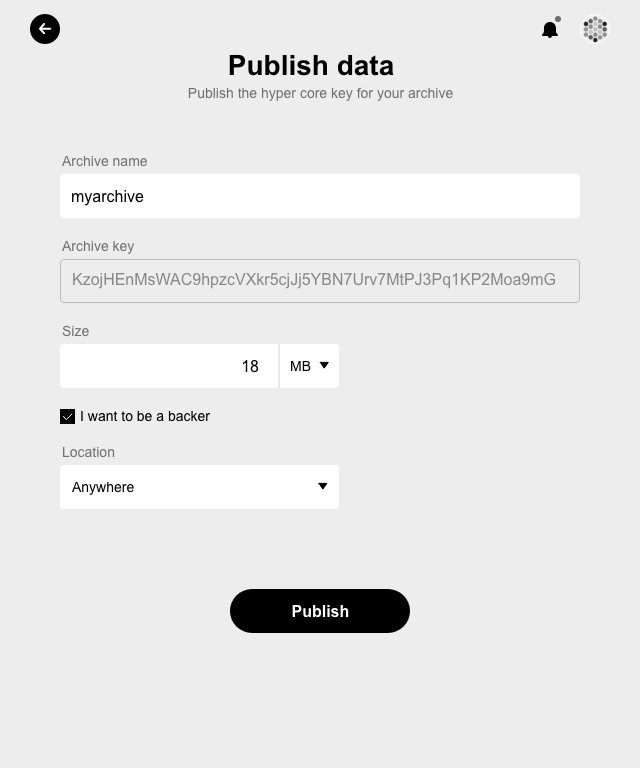 Publish data
Publish the hyper core key for your archive
Archive name
myarchive
Archive key
KzojHEnMsWAC9hpzcVXkr5cjJj5YBN7Urv7MtPJ3Pq1KP2Moa9mG
Size
18 MB
I want to be a backer
Location
Anywhere
Publish